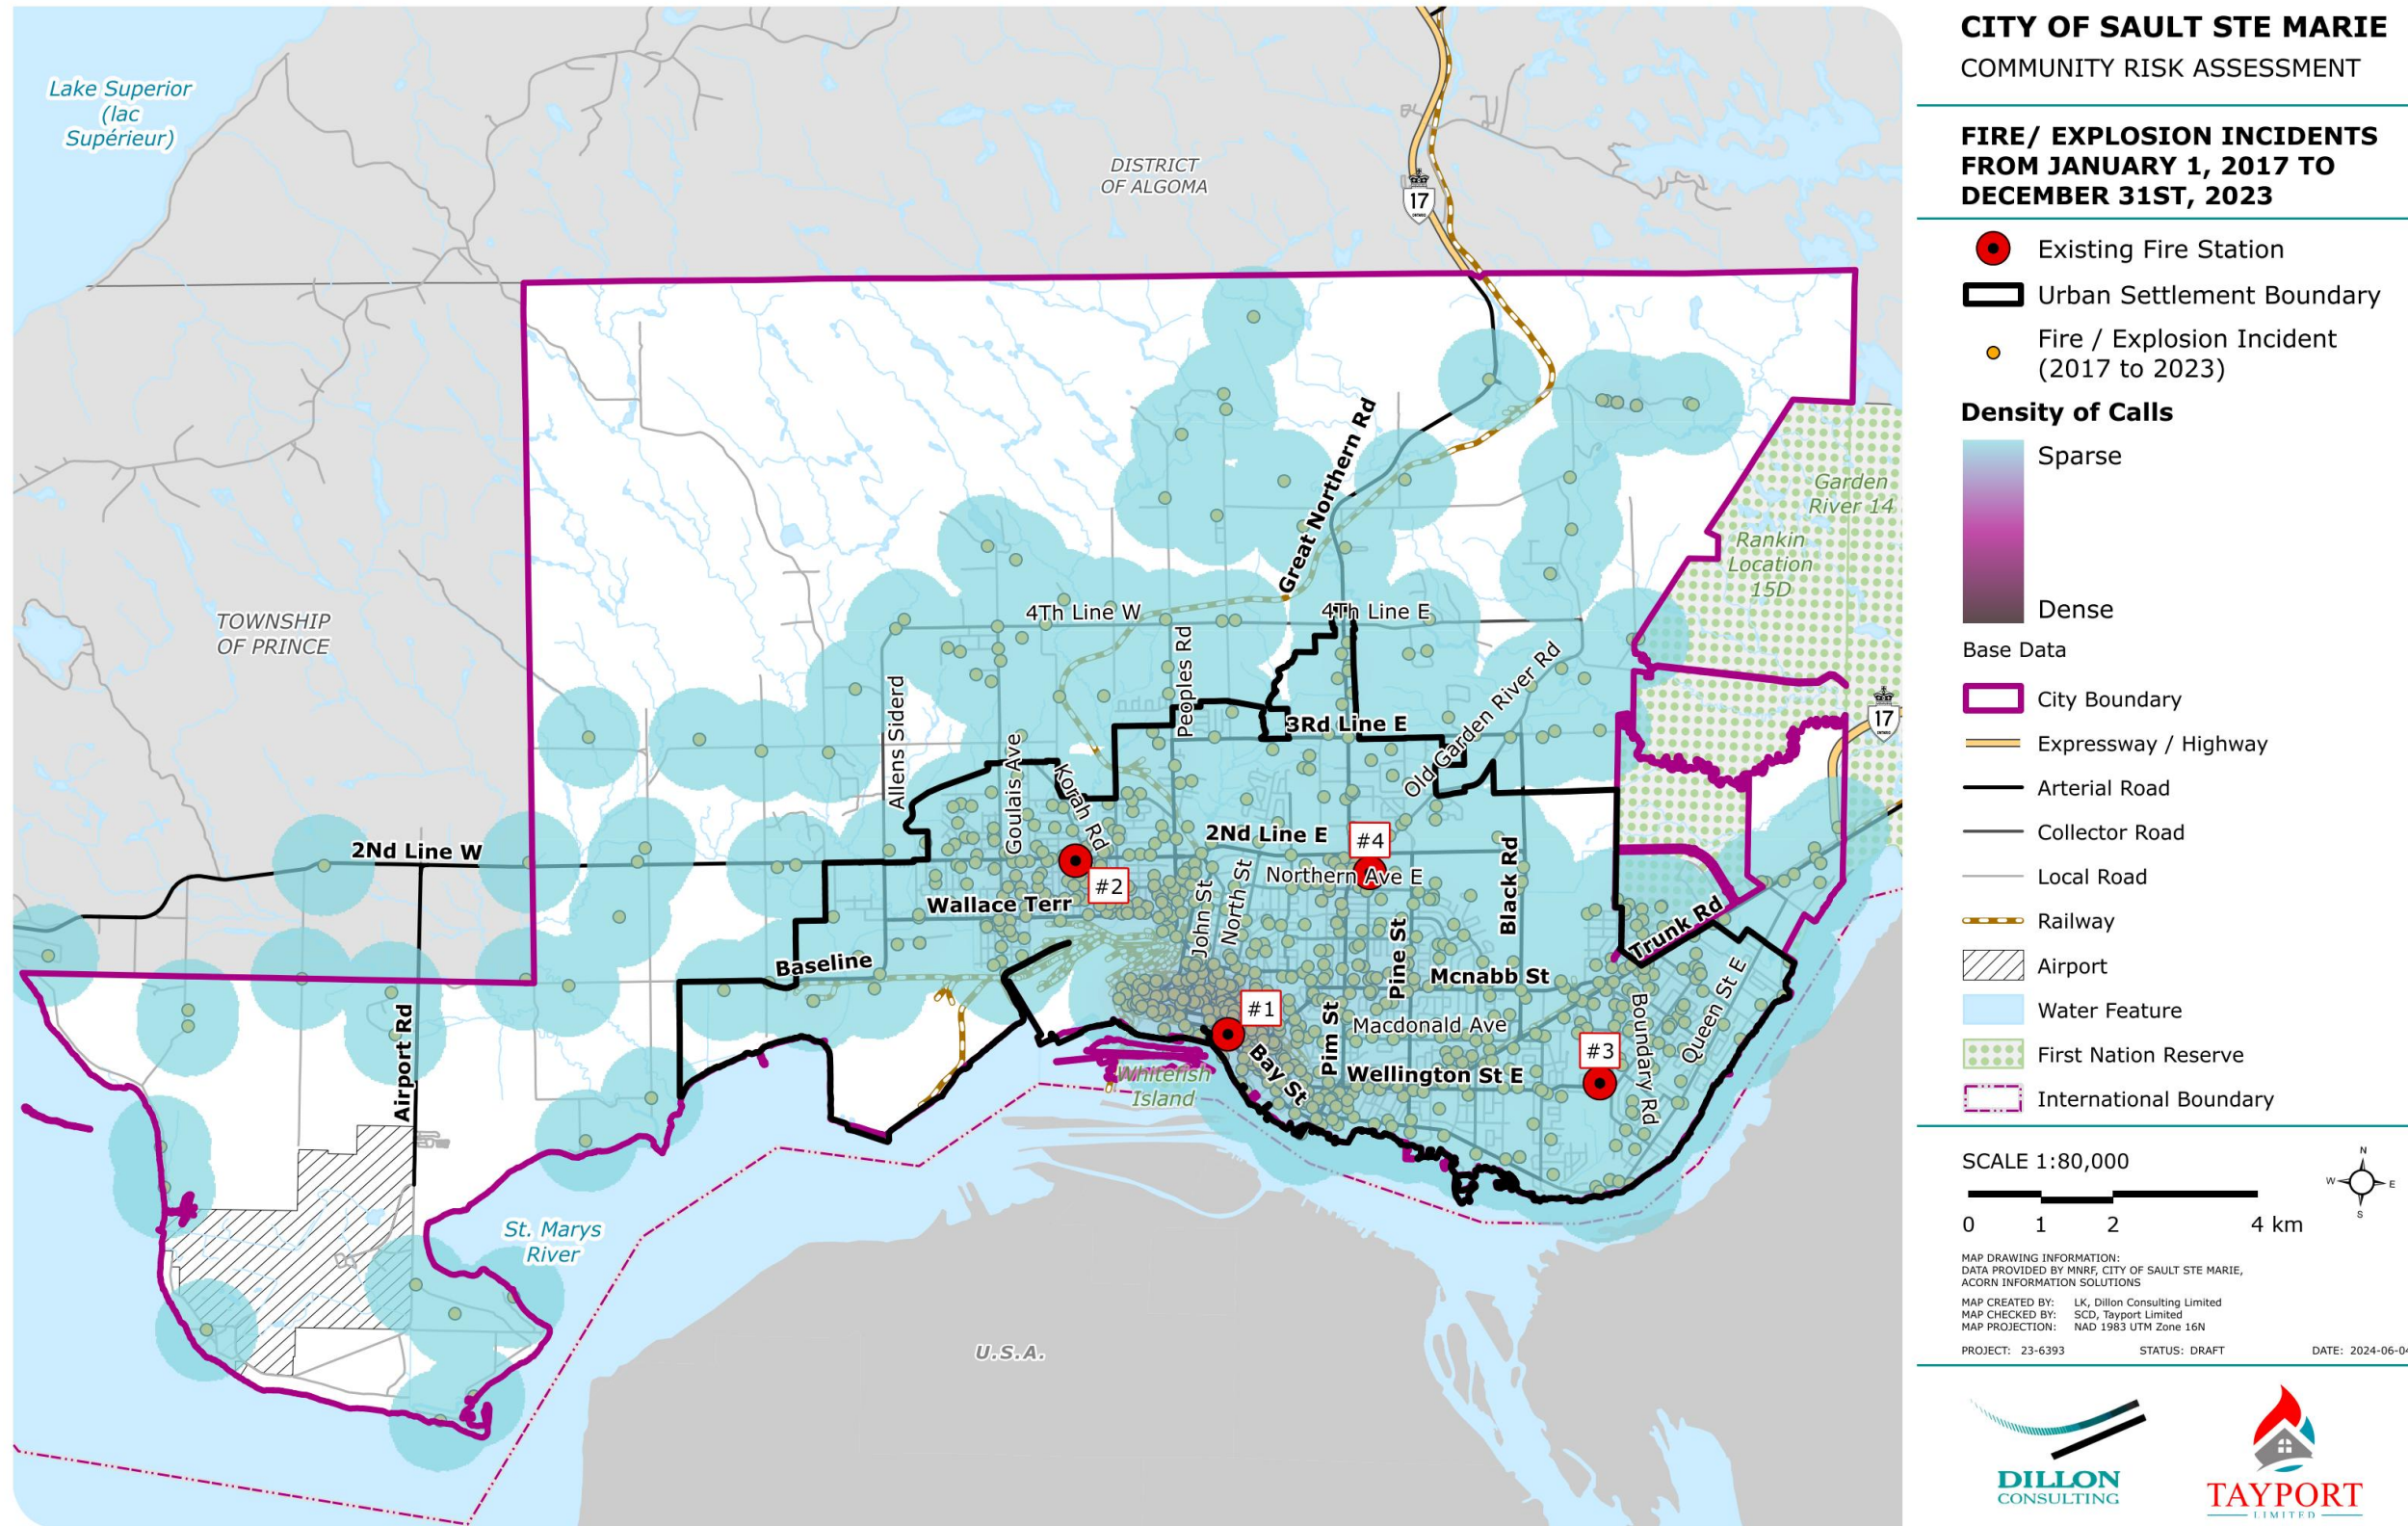 CITY OF SAULT STE MARIE
COMMUNITY RISK ASSESSMENT
FIRE/ EXPLOSION INCIDENTS
FROM JANUARY 1, 2017 TO
DECEMBER 31ST, 2023
Existing Fire Station
Urban Settlement Boundary
Fire / Explosion Incident
(2017 to 2023)
Density of Calls
Sparse
Dense
Base Data
City Boundary
Expressway / Highway
Arterial Road
Collector Road
Local Road
Railway
Airport
Water Feature
First Nation Reserve
International Boundary
SCALE 1:80,000
0 1 2 4 km
N
W E
S
MAP DRAWING INFORMATION:
DATA PROVIDED BY MNRF, CITY OF SAULT STE MARIE,
ACORN INFORMATION SOLUTIONS
MAP CREATED BY: LK, Dillon Consulting Limited
MAP CHECKED BY: SCD, Tayport Limited
MAP PROJECTION: NAD 1983 UTM Zone 16N
PROJECT: 23-6393 STATUS: DRAFT DATE: 2024-06-04
DILLON
CONSULTING
TAYPORT
LIMITED
Lake Superior
(lac
Supérieur)
DISTRICT
OF ALGOMA
17
ONTARIO
Great Northern Rd
Garden
River 14
Rankin
Location
15D
TOWNSHIP
OF PRINCE
4Th Line W
4Th Line E
Peoples Rd
Old Garden River Rd
Allens Siderd
3Rd Line E
17
ONTARIO
Goulais Ave
Korah Rd
2Nd Line W
2Nd Line E
#4
#2
Northern Ave E
Black Rd
Wallace Terr
John St
North St
Trunk Rd
Pine St
Baseline
Mcnabb St
Queen St E
#1
Airport Rd
Pim St
Macdonald Ave
Boundary Rd
#3
Bay St
Wellington St E
Whitefish
Island
St. Marys
River
U.S.A.